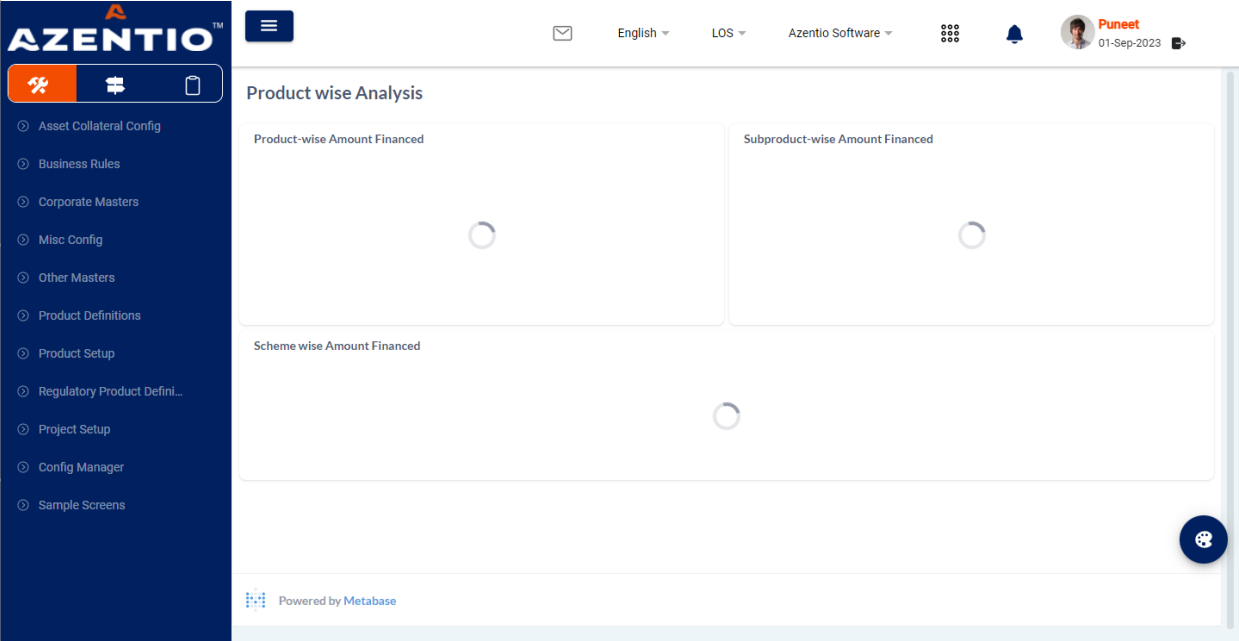 AZENTIO™
English
LOS
Azentio Software
Puneet
01-Sep-2023
Asset Collateral Config
Business Rules
Corporate Masters
Misc Config
Other Masters
Product Definitions
Product Setup
Regulatory Product Defini...
Project Setup
Config Manager
Sample Screens
Product wise Analysis
Product-wise Amount Financed
Subproduct-wise Amount Financed
Scheme wise Amount Financed
Powered by Metabase